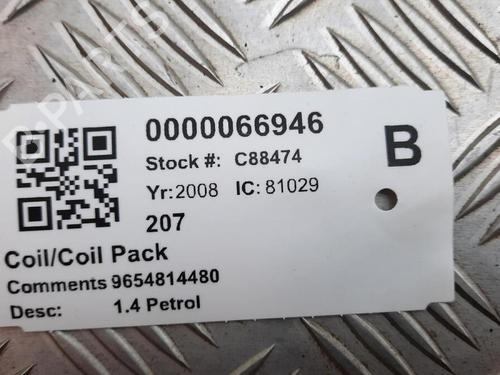 0000066946
B
Stock #: C88474
Yr: 2008 IC: 81029
207
Coil/Coil Pack
Comments 9654814480
Desc: 1.4 Petrol